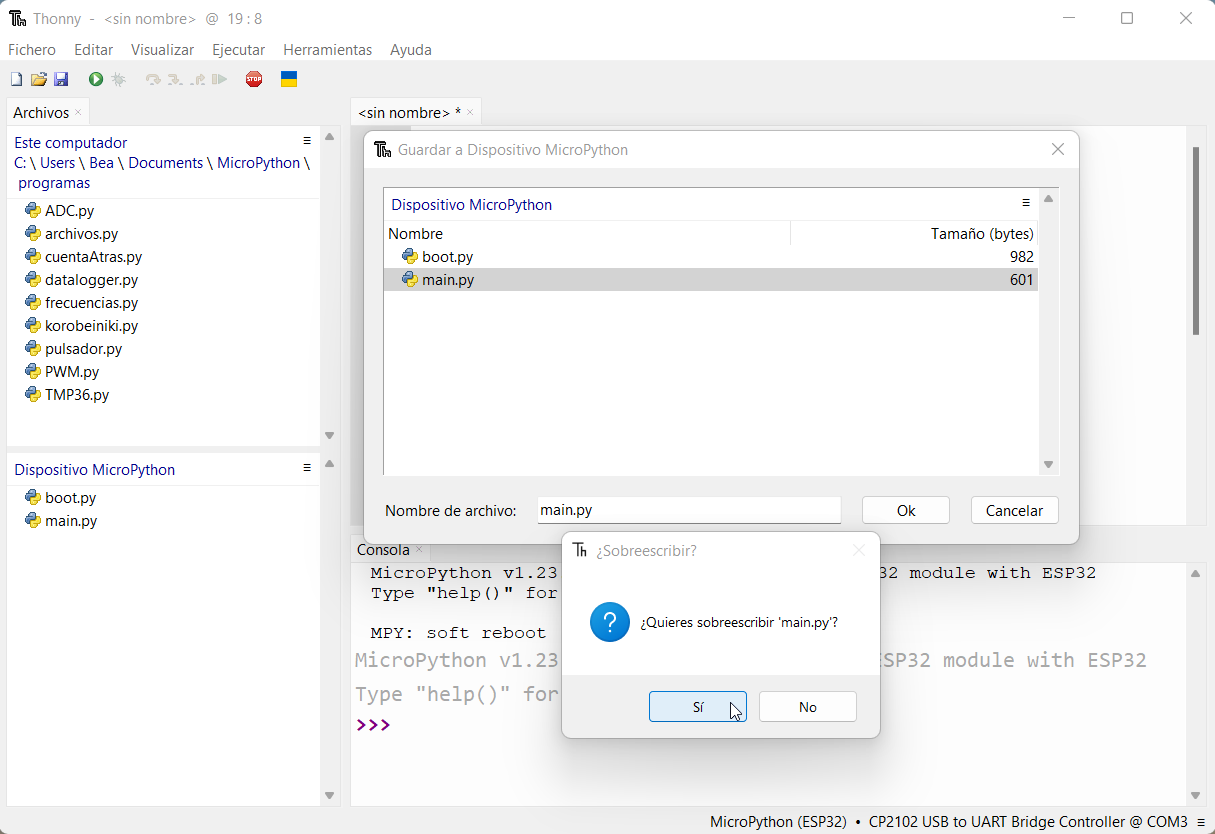 Thonny - <sin nombre> @ 19 : 8
Fichero Editar Visualizar Ejecutar Herramientas Ayuda
STOP
Archivos
Este computador
C: \ Users \ Bea \ Documents \ MicroPython \
programas
ADC.py
archivos.py
cuentaAtras.py
datalogger.py
frecuencias.py
korobeiniki.py
pulsador.py
PWM.py
TMP36.py
Dispositivo MicroPython
boot.py
main.py
<sin nombre> *
Th Guardar a Dispositivo MicroPython
Dispositivo MicroPython
Nombre Tamaño (bytes)
boot.py 982
main.py 601
Nombre de archivo: main.py Ok Cancelar
Consola
MicroPython v1.23 32 module with ESP32
Type "help()" for
MPY: soft reboot
MicroPython v1.23 ESP32 module with ESP32
Type "help()" for
>>>
Th ¿Sobreescribir?
? ¿Quieres sobreescribir 'main.py'?
Sí No
MicroPython (ESP32) • CP2102 USB to UART Bridge Controller @ COM3 ≡